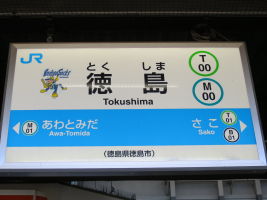 JR
T
00
とく しま
徳島
Tokushima
M
00
M
01
あわとみだ
Awa-Tomida
さこ
Sako
T
01
B
01
(徳島県徳島市)